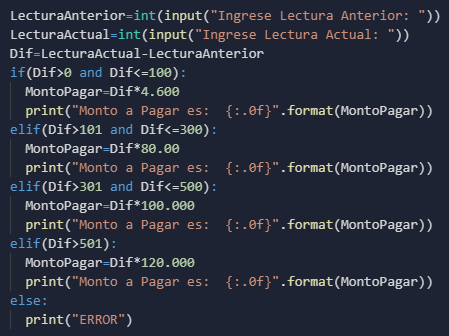 LecturaAnterior=int(input("Ingrese Lectura Anterior: "))
LecturaActual=int(input("Ingrese Lectura Actual: "))
Dif=LecturaActual-LecturaAnterior
if(Dif>0 and Dif<=100):
  MontoPagar=Dif*4.600
  print("Monto a Pagar es:  {:.0f}".format(MontoPagar))
elif(Dif>101 and Dif<=300):
  MontoPagar=Dif*80.00
  print("Monto a Pagar es:  {:.0f}".format(MontoPagar))
elif(Dif>301 and Dif<=500):
  MontoPagar=Dif*100.000
  print("Monto a Pagar es:  {:.0f}".format(MontoPagar))
elif(Dif>501):
  MontoPagar=Dif*120.000
  print("Monto a Pagar es:  {:.0f}".format(MontoPagar))
else:
  print("ERROR")